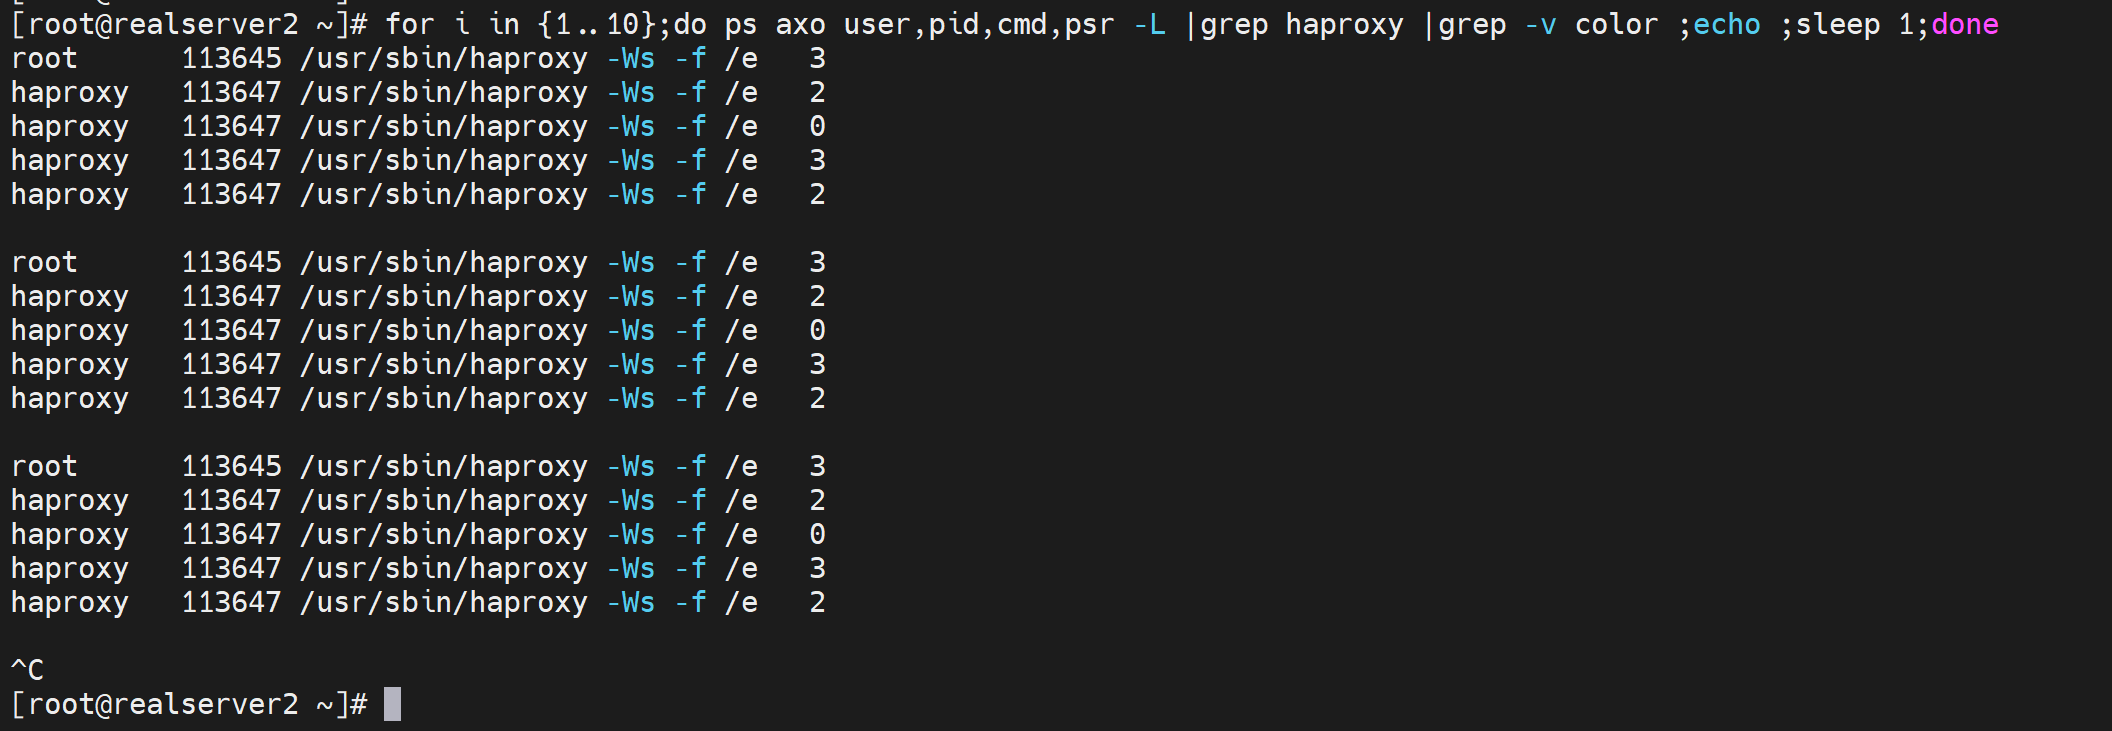 [root@realserver2 ~]# for i in {1..10};do ps axo user,pid,cmd,psr -L |grep haproxy |grep -v color ;echo ;sleep 1;done
root      113645 /usr/sbin/haproxy -Ws -f /e   3
haproxy   113647 /usr/sbin/haproxy -Ws -f /e   2
haproxy   113647 /usr/sbin/haproxy -Ws -f /e   0
haproxy   113647 /usr/sbin/haproxy -Ws -f /e   3
haproxy   113647 /usr/sbin/haproxy -Ws -f /e   2

root      113645 /usr/sbin/haproxy -Ws -f /e   3
haproxy   113647 /usr/sbin/haproxy -Ws -f /e   2
haproxy   113647 /usr/sbin/haproxy -Ws -f /e   0
haproxy   113647 /usr/sbin/haproxy -Ws -f /e   3
haproxy   113647 /usr/sbin/haproxy -Ws -f /e   2

root      113645 /usr/sbin/haproxy -Ws -f /e   3
haproxy   113647 /usr/sbin/haproxy -Ws -f /e   2
haproxy   113647 /usr/sbin/haproxy -Ws -f /e   0
haproxy   113647 /usr/sbin/haproxy -Ws -f /e   3
haproxy   113647 /usr/sbin/haproxy -Ws -f /e   2

^C
[root@realserver2 ~]#